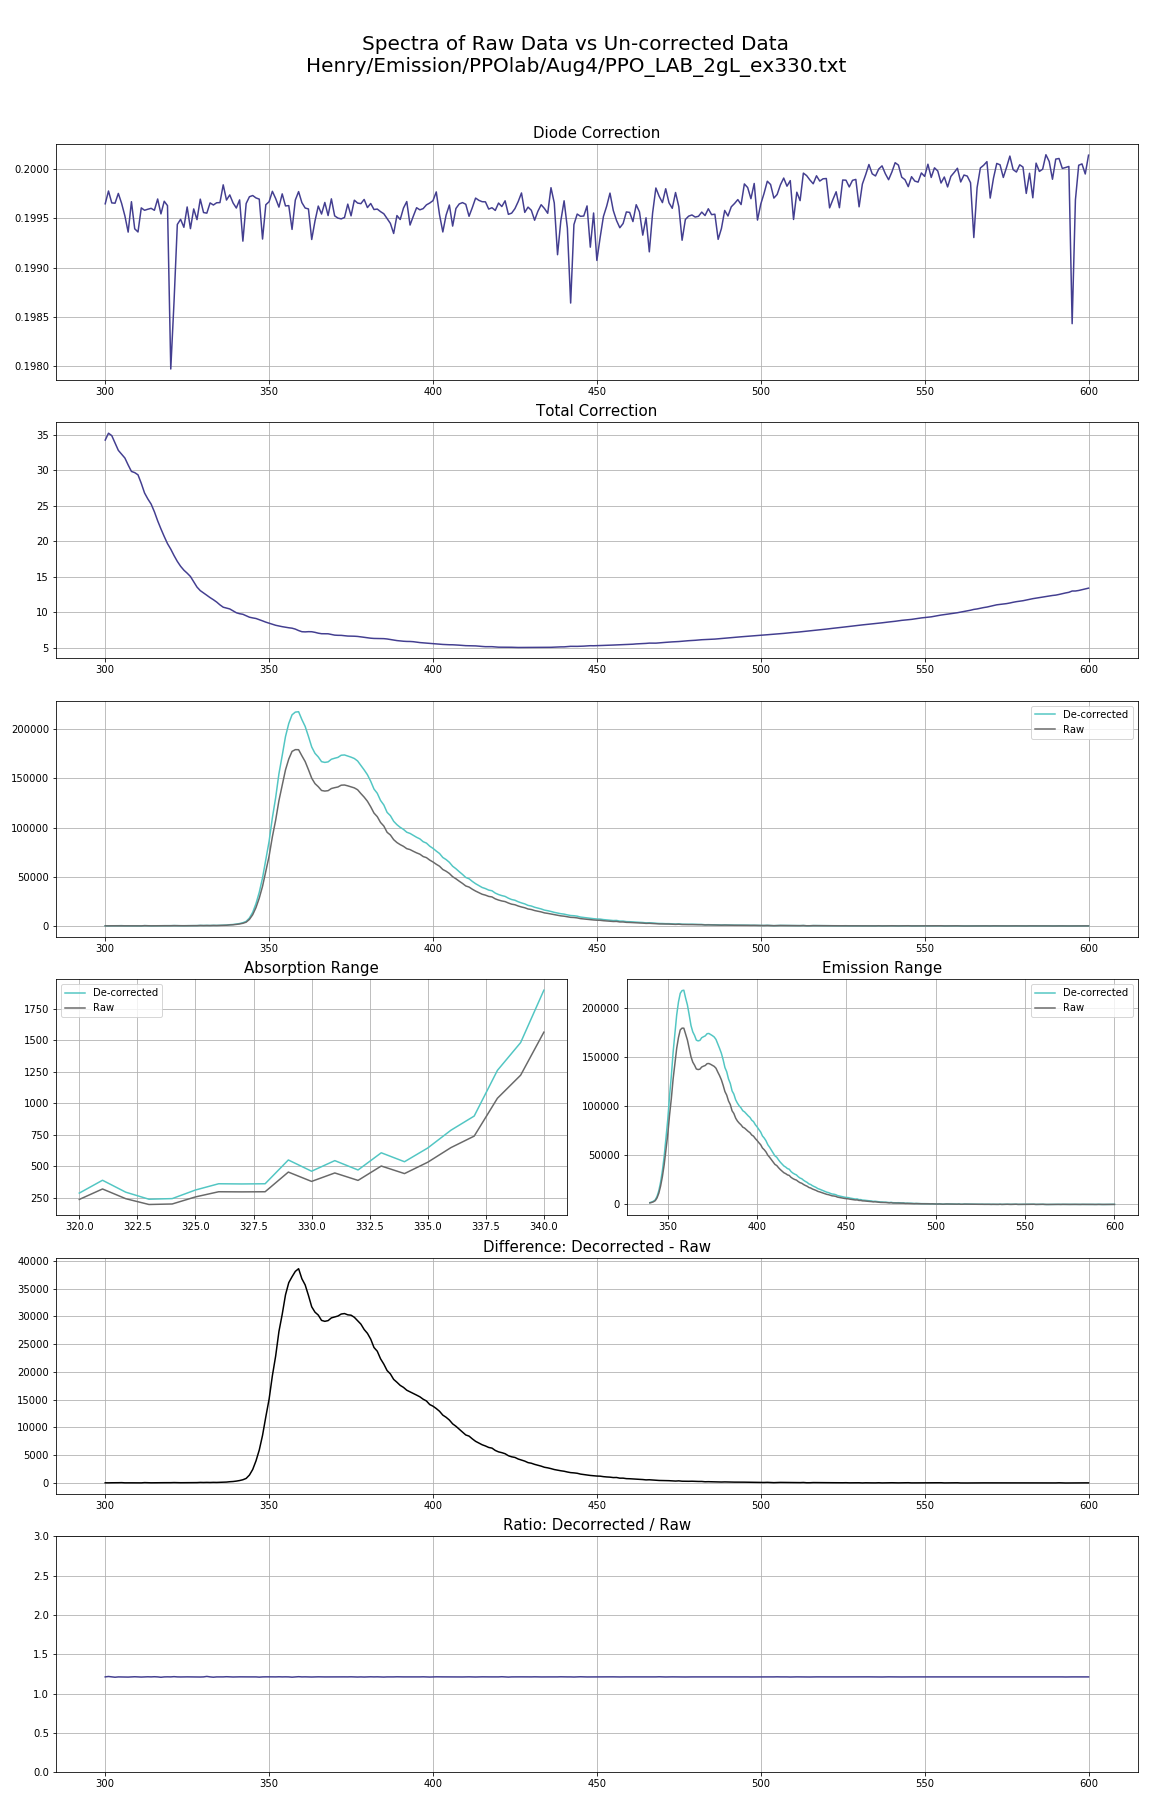 Spectra of Raw Data vs Un-corrected Data
Henry/Emission/PPOlab/Aug4/PPO_LAB_2gL_ex330.txt
Diode Correction
0.2000
0.1995
0.1990
0.1985
0.1980
300 350 400 450 500 550 600
Total Correction
35
30
25
20
15
10
5
300 350 400 450 500 550 600
De-corrected
Raw
200000
150000
100000
50000
0
300 350 400 450 500 550 600
Absorption Range
De-corrected
Raw
1750
1500
1250
1000
750
500
250
320.0 322.5 325.0 327.5 330.0 332.5 335.0 337.5 340.0
Emission Range
De-corrected
Raw
200000
150000
100000
50000
0
350 400 450 500 550 600
Difference: Decorrected - Raw
40000
35000
30000
25000
20000
15000
10000
5000
0
300 350 400 450 500 550 600
Ratio: Decorrected / Raw
3.0
2.5
2.0
1.5
1.0
0.5
0.0
300 350 400 450 500 550 600